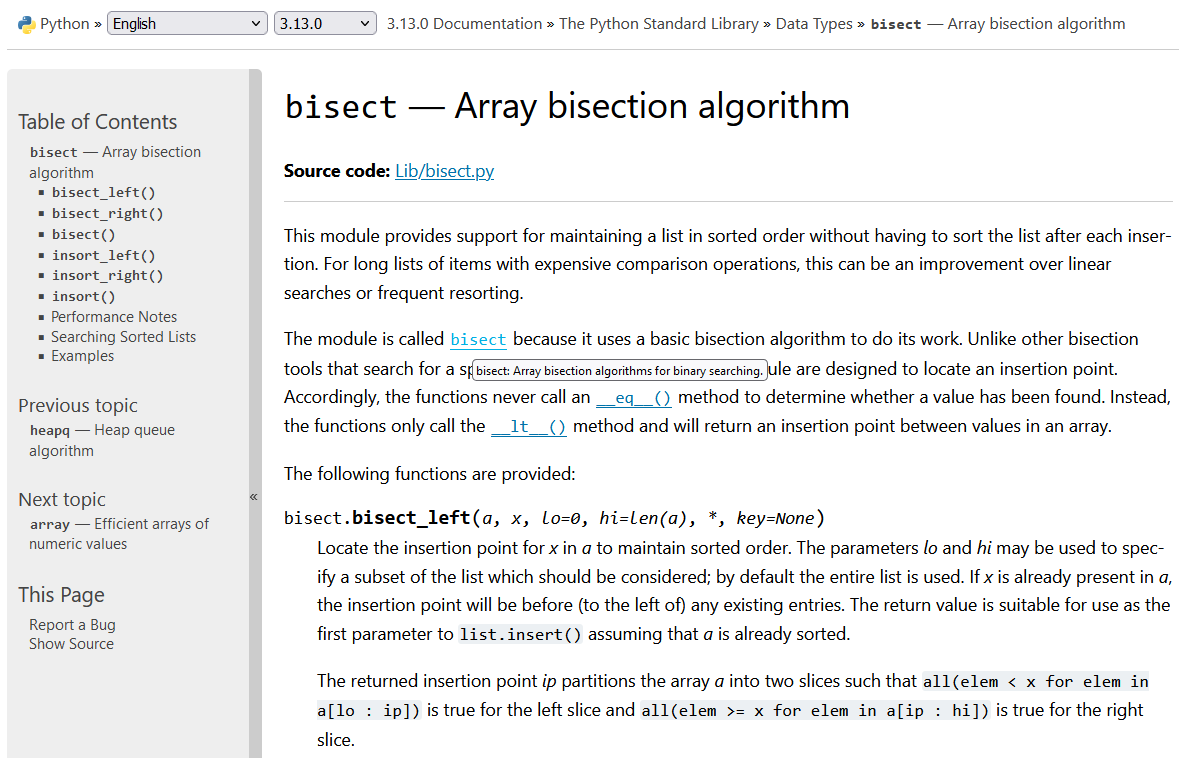 Python » English 3.13.0 3.13.0 Documentation » The Python Standard Library » Data Types » bisect — Array bisection algorithm
Table of Contents
bisect — Array bisection
algorithm
▪ bisect_left()
▪ bisect_right()
▪ bisect()
▪ insort_left()
▪ insort_right()
▪ insort()
▪ Performance Notes
▪ Searching Sorted Lists
▪ Examples
Previous topic
heapq — Heap queue
algorithm
Next topic
array — Efficient arrays of
numeric values
This Page
Report a Bug
Show Source
«
bisect — Array bisection algorithm
Source code: Lib/bisect.py
This module provides support for maintaining a list in sorted order without having to sort the list after each inser-
tion. For long lists of items with expensive comparison operations, this can be an improvement over linear
searches or frequent resorting.
The module is called bisect because it uses a basic bisection algorithm to do its work. Unlike other bisection
tools that search for a sp bisect: Array bisection algorithms for binary searching. ule are designed to locate an insertion point.
Accordingly, the functions never call an __eq__() method to determine whether a value has been found. Instead,
the functions only call the __lt__() method and will return an insertion point between values in an array.
The following functions are provided:
bisect.bisect_left(a, x, lo=0, hi=len(a), *, key=None)
Locate the insertion point for x in a to maintain sorted order. The parameters lo and hi may be used to spec-
ify a subset of the list which should be considered; by default the entire list is used. If x is already present in a,
the insertion point will be before (to the left of) any existing entries. The return value is suitable for use as the
first parameter to list.insert() assuming that a is already sorted.
The returned insertion point ip partitions the array a into two slices such that all(elem < x for elem in
a[lo : ip]) is true for the left slice and all(elem >= x for elem in a[ip : hi]) is true for the right
slice.